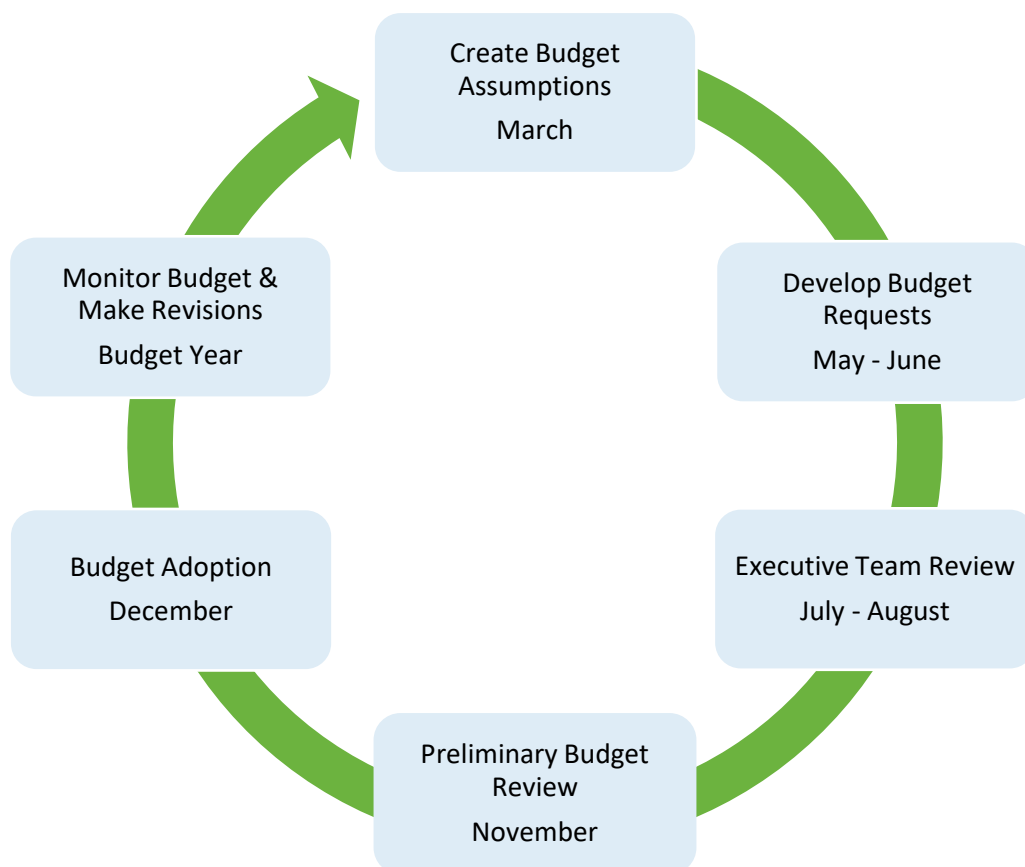 Create Budget
Assumptions
March
Develop Budget
Requests
May - June
Executive Team Review
July - August
Preliminary Budget
Review
November
Budget Adoption
December
Monitor Budget &
Make Revisions
Budget Year